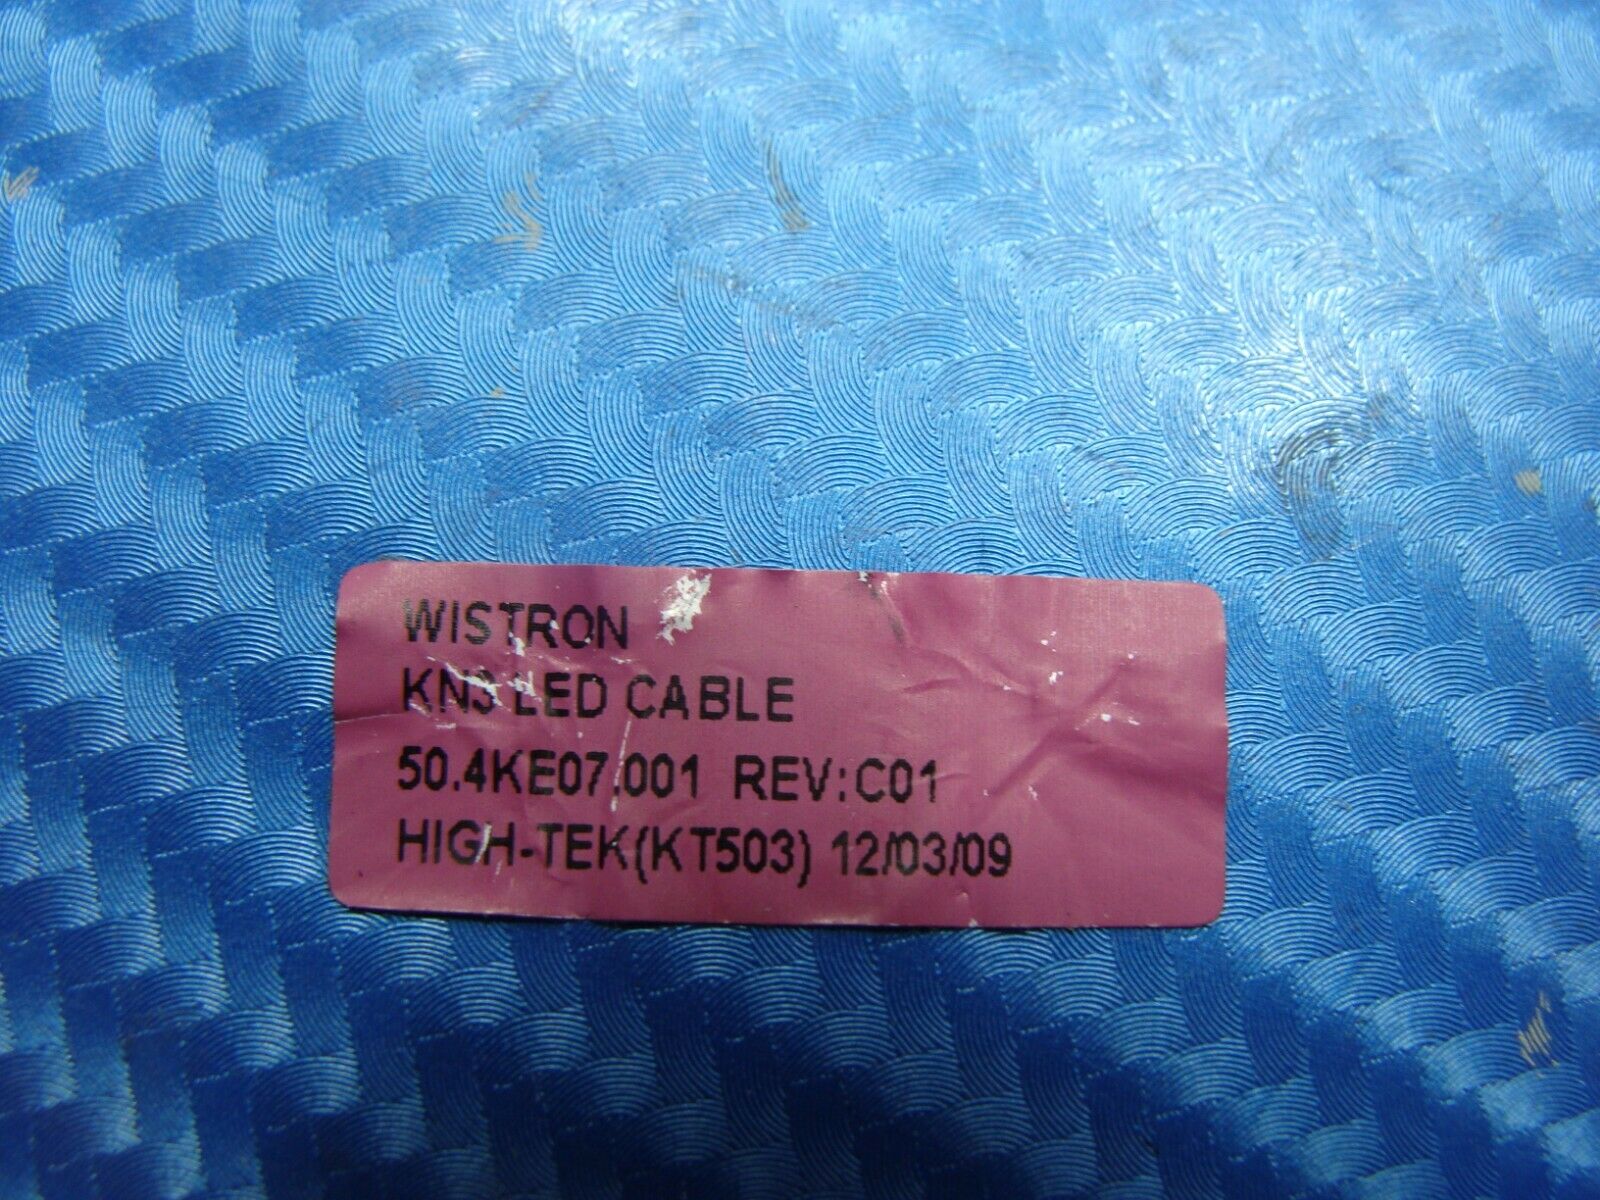 WISTRON
KN3 LED CABLE
50.4KE07.001 REV:C01
HIGH-TEK(KT503) 12/03/09